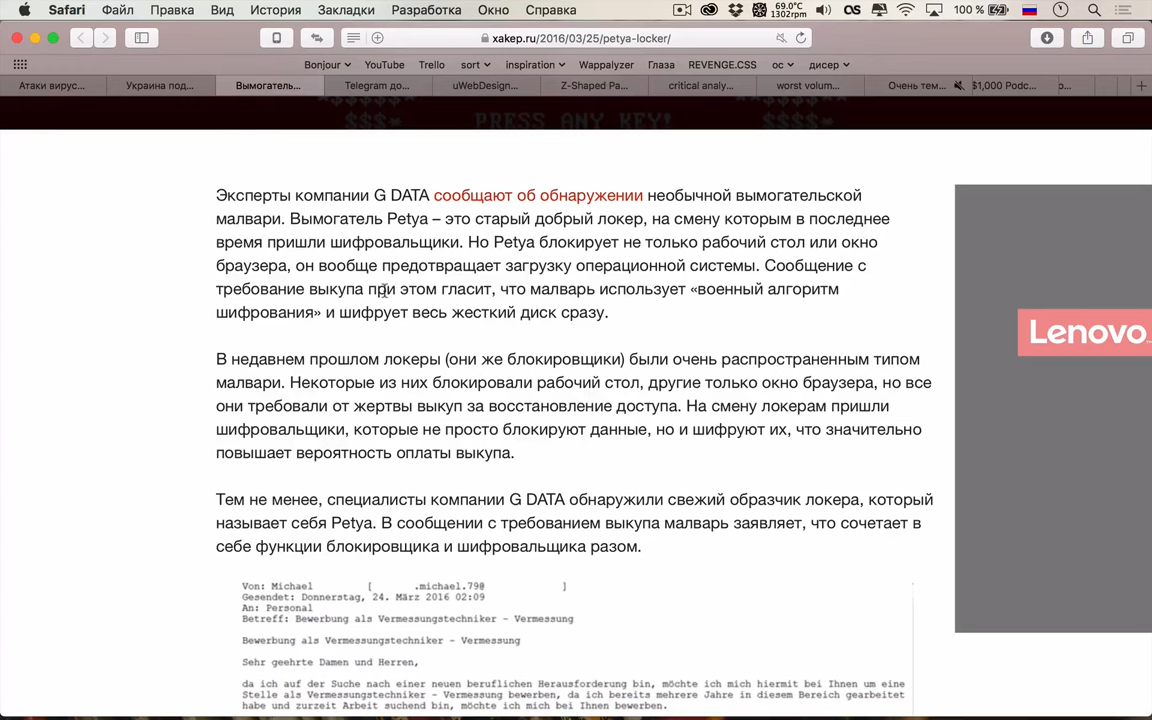 Safari Файл Правка Вид История Закладки Разработка Окно Справка 69.0°C 1302rpm 100 %
xakep.ru/2016/03/25/petya-locker/
Bonjour YouTube Trello sort inspiration Wappalyzer Глаза REVENGE.CSS ос дисер
Атаки вирус... Украина под... Вымогатель... Telegram до... uWebDesign... Z-Shaped Pa... critical analy... worst volum... Очень тем... $1,000 Podc...
$$$* PRESS ANY KEY! $$$*
Эксперты компании G DATA сообщают об обнаружении необычной вымогательской
малвари. Вымогатель Petya – это старый добрый локер, на смену которым в последнее
время пришли шифровальщики. Но Petya блокирует не только рабочий стол или окно
браузера, он вообще предотвращает загрузку операционной системы. Сообщение с
требование выкупа при этом гласит, что малварь использует «военный алгоритм
шифрования» и шифрует весь жесткий диск сразу.
Lenovo
В недавнем прошлом локеры (они же блокировщики) были очень распространенным типом
малвари. Некоторые из них блокировали рабочий стол, другие только окно браузера, но все
они требовали от жертвы выкуп за восстановление доступа. На смену локерам пришли
шифровальщики, которые не просто блокируют данные, но и шифруют их, что значительно
повышает вероятность оплаты выкупа.
Тем не менее, специалисты компании G DATA обнаружили свежий образчик локера, который
называет себя Petya. В сообщении с требованием выкупа малварь заявляет, что сочетает в
себе функции блокировщика и шифровальщика разом.
Von: Michael [ .michael.79@ ]
Gesendet: Donnerstag, 24. März 2016 02:09
An: Personal
Betreff: Bewerbung als Vermessungstechniker - Vermessung
Bewerbung als Vermessungstechniker - Vermessung
Sehr geehrte Damen und Herren,
da ich auf der Suche nach einer neuen beruflichen Herausforderung bin, möchte ich mich hiermit bei Ihnen um eine
Stelle als Vermessungstechniker - Vermessung bewerben, da ich bereits mehrere Jahre in diesem Bereich gearbeitet
habe und zurzeit Arbeit suchend bin, möchte ich mich bei Ihnen bewerben.